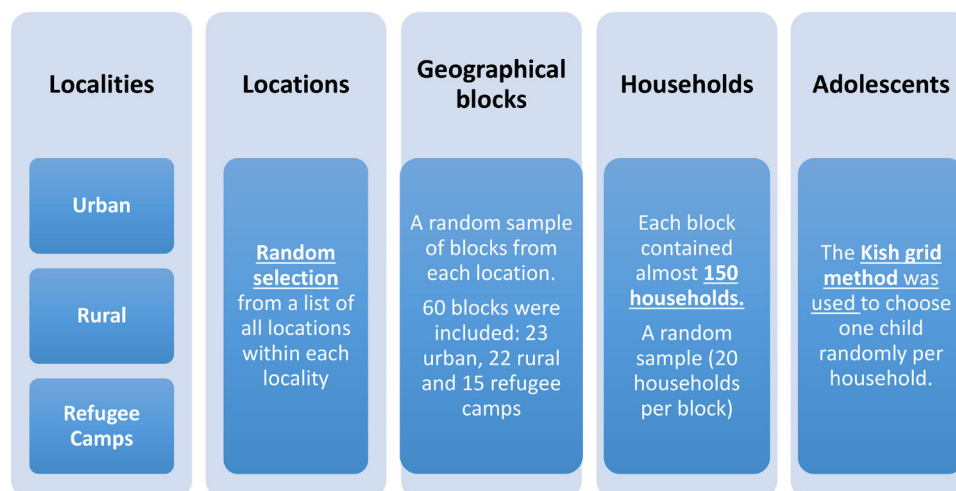 Localities
Urban
Rural
Refugee
Camps
Locations
Random
selection
from a list of
all locations
within each
locality
Geographical
blocks
A random sample
of blocks from
each location.
60 blocks were
included: 23
urban, 22 rural
and 15 refugee
camps
Households
Each block
contained
almost 150
households.
A random
sample (20
households
per block)
Adolescents
The Kish grid
method was
used to choose
one child
randomly per
household.